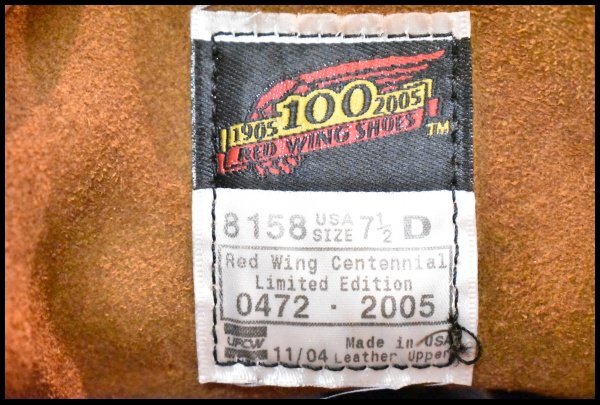 1905 100 2005
RED WING SHOES ™
8158 USA SIZE 7 1/2 D
Red Wing Centennial
Limited Edition
0472 · 2005
UFCW
11/04 Made in USA
Leather Upper